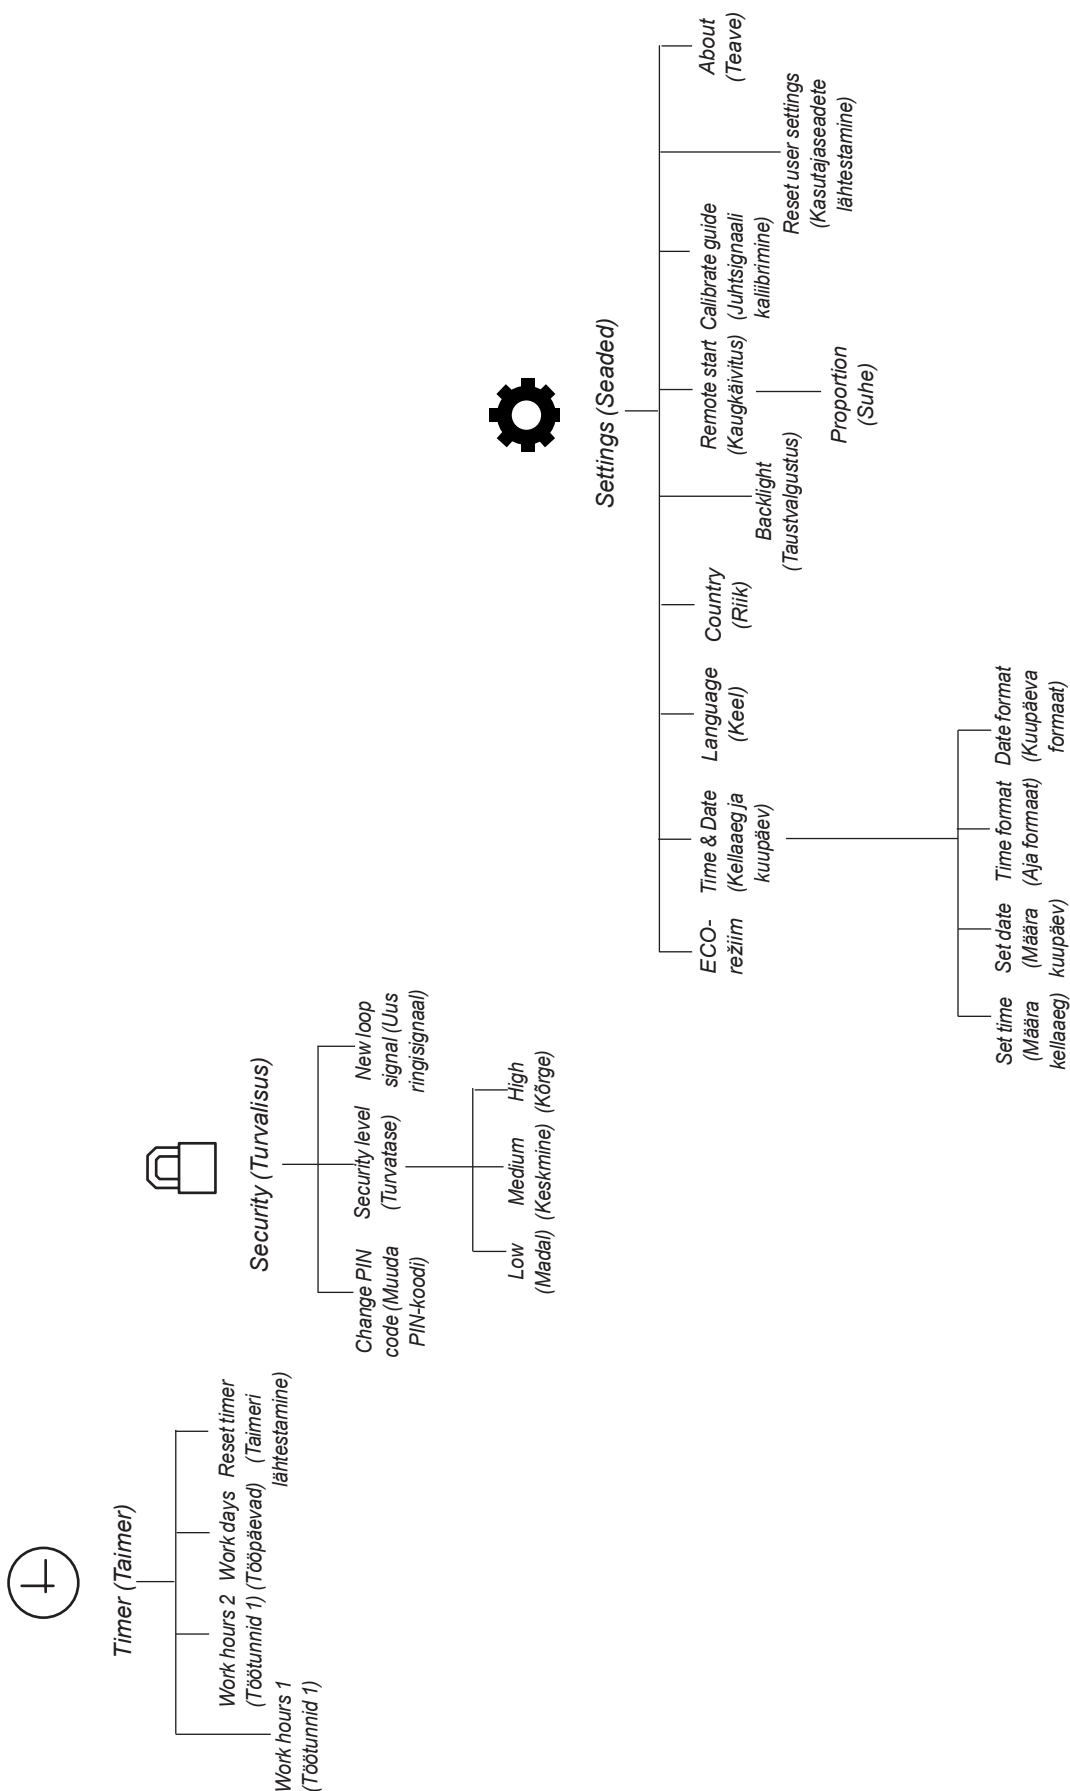 Timer (Taimer)
Work hours 1
(Töötunnid 1)
Work hours 2
(Töötunnid 1)
Work days
(Tööpäevad)
Reset timer
(Taimeri
lähtestamine)
Security (Turvalisus)
Change PIN
code (Muuda
PIN-koodi)
Security level
(Turvatase)
Low
(Madal)
Medium
(Keskmine)
High
(Kõrge)
New loop
signal (Uus
ringisignaal)
Settings (Seaded)
ECO-
režiim
Time & Date
(Kellaaeg ja
kuupäev)
Set time
(Määra
kellaaeg)
Set date
(Määra
kuupäev)
Time format
(Aja formaat)
Date format
(Kuupäeva
formaat)
Language
(Keel)
Country
(Riik)
Backlight
(Taustvalgustus)
Remote start
(Kaugkäivitus)
Proportion
(Suhe)
Calibrate guide
(Juhtsignaali
kaliibrimine)
Reset user settings
(Kasutajaseadete
lähtestamine)
About
(Teave)